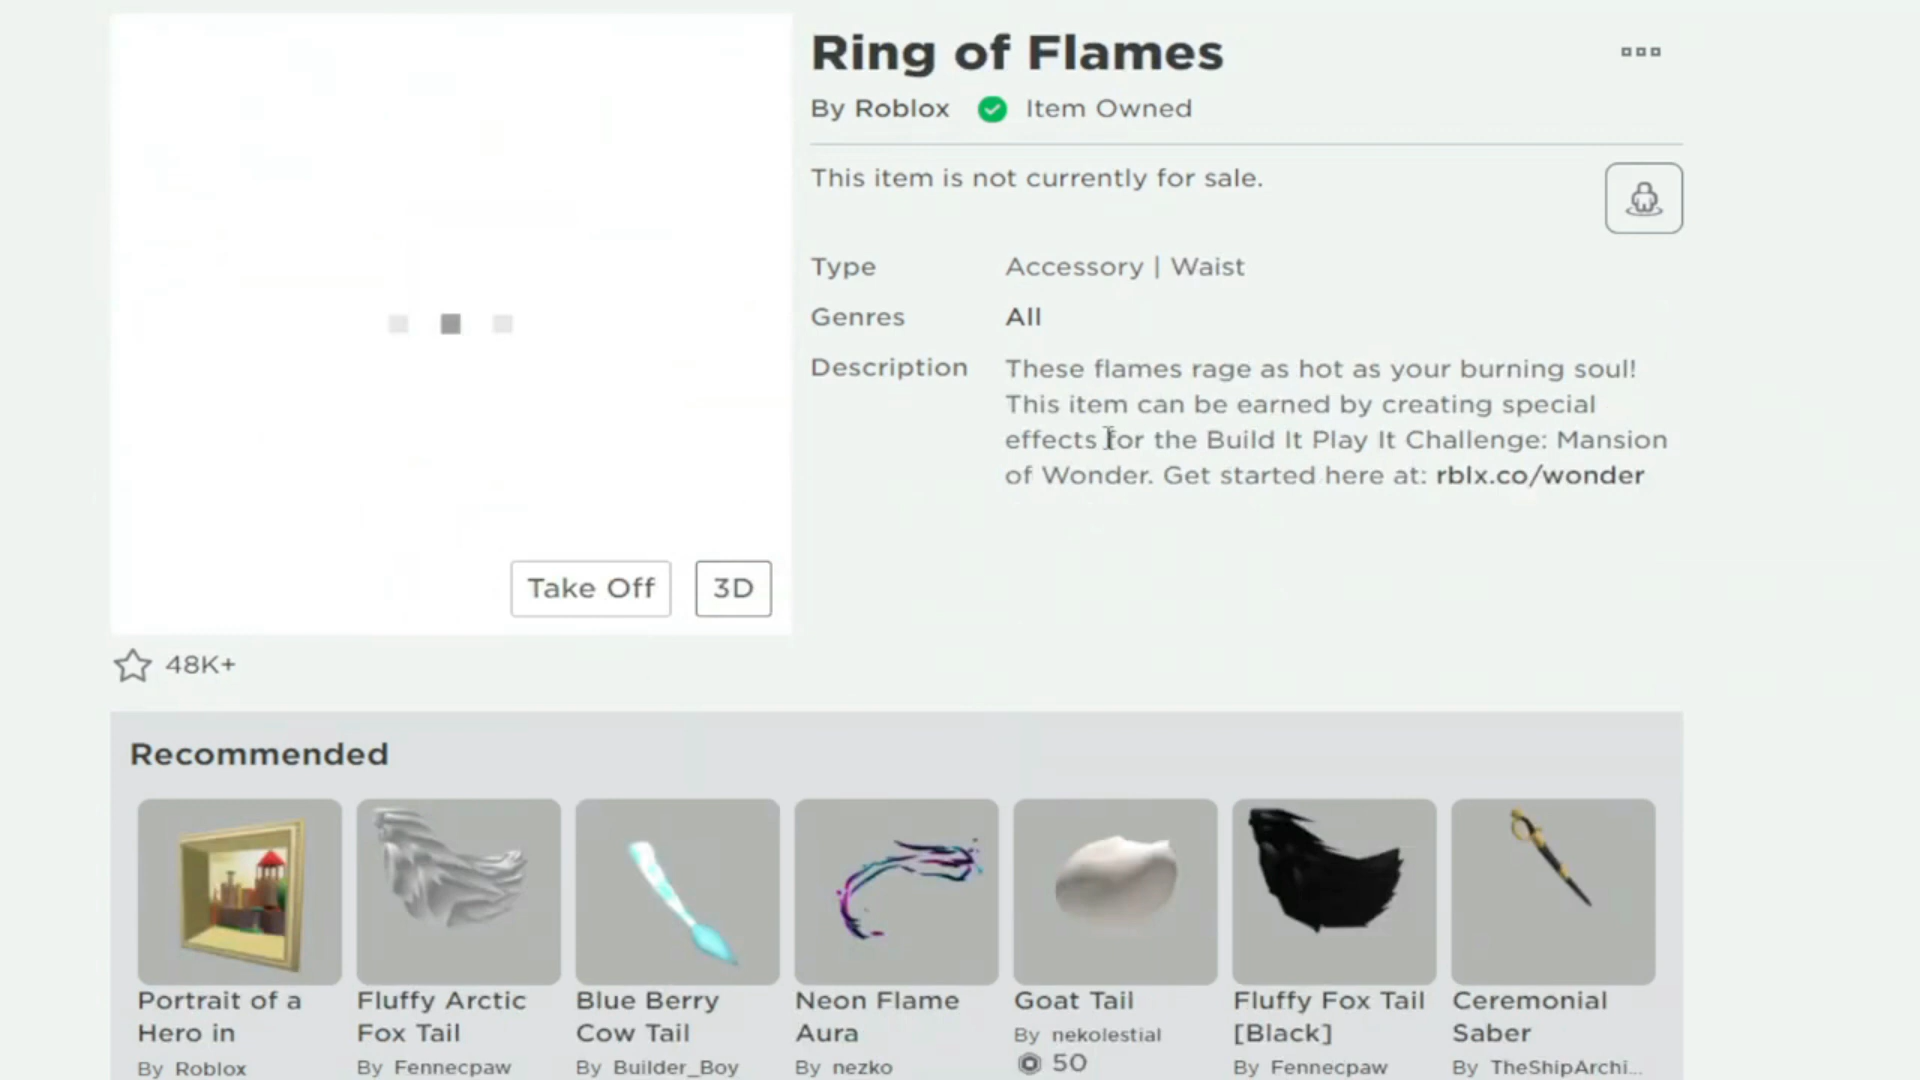 Ring of Flames
By Roblox Item Owned
This item is not currently for sale.
Type Accessory | Waist
Genres All
Description These flames rage as hot as your burning soul!
This item can be earned by creating special
effects for the Build It Play It Challenge: Mansion
of Wonder. Get started here at: rblx.co/wonder
Take Off 3D
48K+
Recommended
Portrait of a
Hero in
By Roblox
Fluffy Arctic
Fox Tail
By Fennecpaw
Blue Berry
Cow Tail
By Builder_Boy
Neon Flame
Aura
By nezko
Goat Tail
By nekolestial
50
Fluffy Fox Tail
[Black]
By Fennecpaw
Ceremonial
Saber
By TheShipArchi...